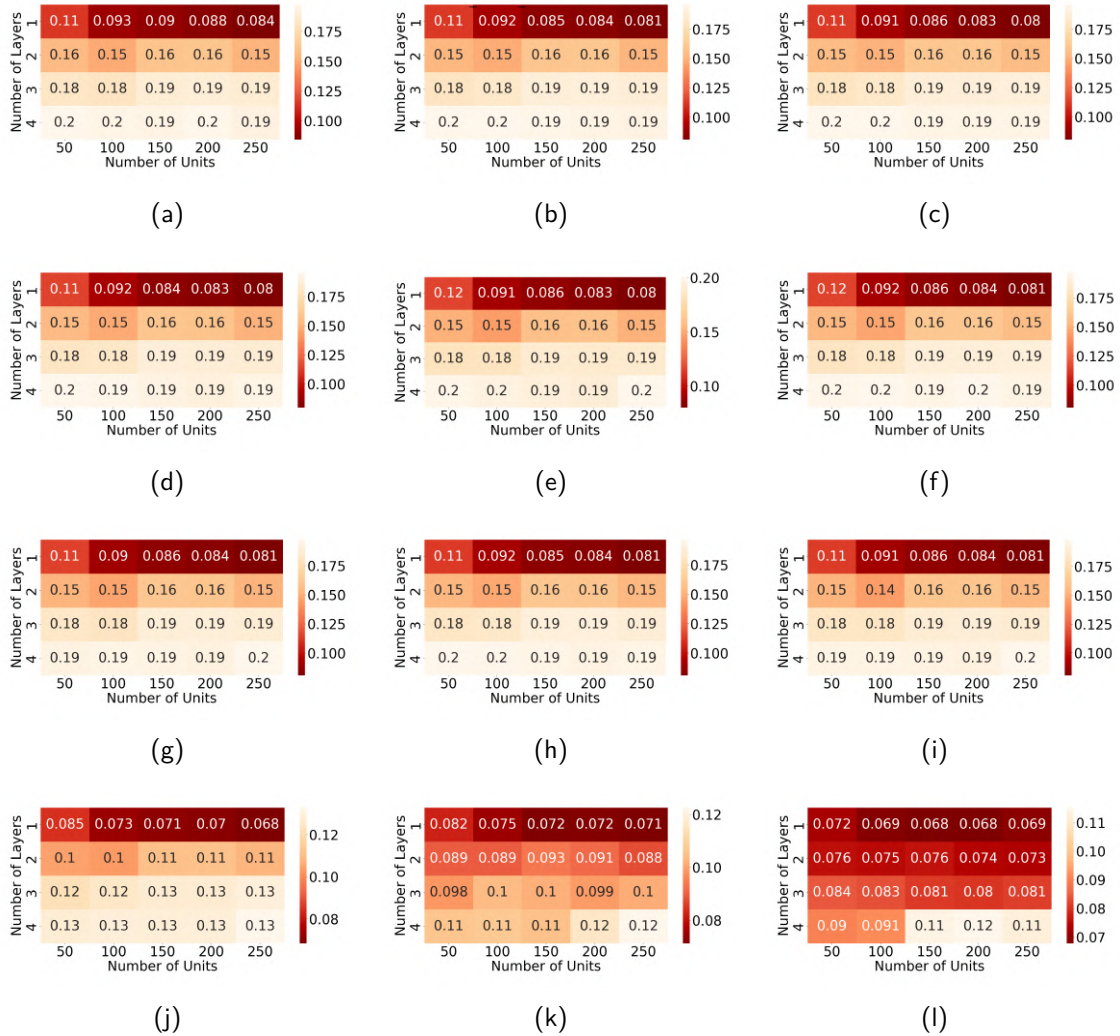 0.11 0.093 0.09 0.088 0.084
0.16 0.15 0.16 0.16 0.15
0.18 0.18 0.19 0.19 0.19
0.2 0.2 0.19 0.2 0.19
1 2 3 4
Number of Layers
50 100 150 200 250
Number of Units
0.175
0.150
0.125
0.100
(a)
0.11 0.092 0.085 0.084 0.081
0.15 0.15 0.16 0.16 0.15
0.18 0.18 0.19 0.19 0.19
0.2 0.2 0.19 0.19 0.19
1 2 3 4
Number of Layers
50 100 150 200 250
Number of Units
0.175
0.150
0.125
0.100
(b)
0.11 0.091 0.086 0.083 0.08
0.15 0.15 0.16 0.16 0.15
0.18 0.18 0.19 0.19 0.19
0.2 0.2 0.19 0.19 0.19
1 2 3 4
Number of Layers
50 100 150 200 250
Number of Units
0.175
0.150
0.125
0.100
(c)
0.11 0.092 0.084 0.083 0.08
0.15 0.15 0.16 0.16 0.15
0.18 0.18 0.19 0.19 0.19
0.2 0.19 0.19 0.19 0.19
1 2 3 4
Number of Layers
50 100 150 200 250
Number of Units
0.175
0.150
0.125
0.100
(d)
0.12 0.091 0.086 0.083 0.08
0.15 0.15 0.16 0.16 0.15
0.18 0.18 0.19 0.19 0.19
0.2 0.2 0.19 0.19 0.2
1 2 3 4
Number of Layers
50 100 150 200 250
Number of Units
0.20
0.15
0.10
(e)
0.12 0.092 0.086 0.084 0.081
0.15 0.15 0.16 0.16 0.15
0.18 0.18 0.19 0.19 0.19
0.2 0.2 0.19 0.2 0.19
1 2 3 4
Number of Layers
50 100 150 200 250
Number of Units
0.175
0.150
0.125
0.100
(f)
0.11 0.09 0.086 0.084 0.081
0.15 0.15 0.16 0.16 0.15
0.18 0.18 0.19 0.19 0.19
0.19 0.19 0.19 0.19 0.2
1 2 3 4
Number of Layers
50 100 150 200 250
Number of Units
0.175
0.150
0.125
0.100
(g)
0.11 0.092 0.085 0.084 0.081
0.15 0.15 0.16 0.16 0.15
0.18 0.18 0.19 0.19 0.19
0.2 0.2 0.19 0.19 0.19
1 2 3 4
Number of Layers
50 100 150 200 250
Number of Units
0.175
0.150
0.125
0.100
(h)
0.11 0.091 0.086 0.084 0.081
0.15 0.14 0.16 0.16 0.15
0.18 0.18 0.19 0.19 0.19
0.19 0.19 0.19 0.19 0.2
1 2 3 4
Number of Layers
50 100 150 200 250
Number of Units
0.175
0.150
0.125
0.100
(i)
0.085 0.073 0.071 0.07 0.068
0.1 0.1 0.11 0.11 0.11
0.12 0.12 0.13 0.13 0.13
0.13 0.13 0.13 0.13 0.13
1 2 3 4
Number of Layers
50 100 150 200 250
Number of Units
0.12
0.10
0.08
(j)
0.082 0.075 0.072 0.072 0.071
0.089 0.089 0.093 0.091 0.088
0.098 0.1 0.1 0.099 0.1
0.11 0.11 0.11 0.12 0.12
1 2 3 4
Number of Layers
50 100 150 200 250
Number of Units
0.12
0.10
0.08
(k)
0.072 0.069 0.068 0.068 0.069
0.076 0.075 0.076 0.074 0.073
0.084 0.083 0.081 0.08 0.081
0.09 0.091 0.11 0.12 0.11
1 2 3 4
Number of Layers
50 100 150 200 250
Number of Units
0.11
0.10
0.09
0.08
0.07
(l)